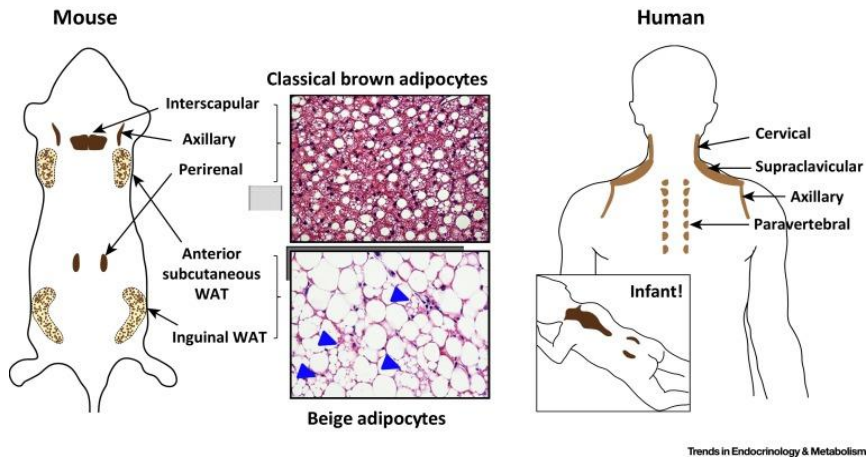 Mouse
Human
Classical brown adipocytes
Interscapular
Axillary
Perirenal
Anterior
subcutaneous
WAT
Inguinal WAT
Beige adipocytes
Cervical
Supraclavicular
Axillary
Paravertebral
Infant!
Trends in Endocrinology & Metabolism